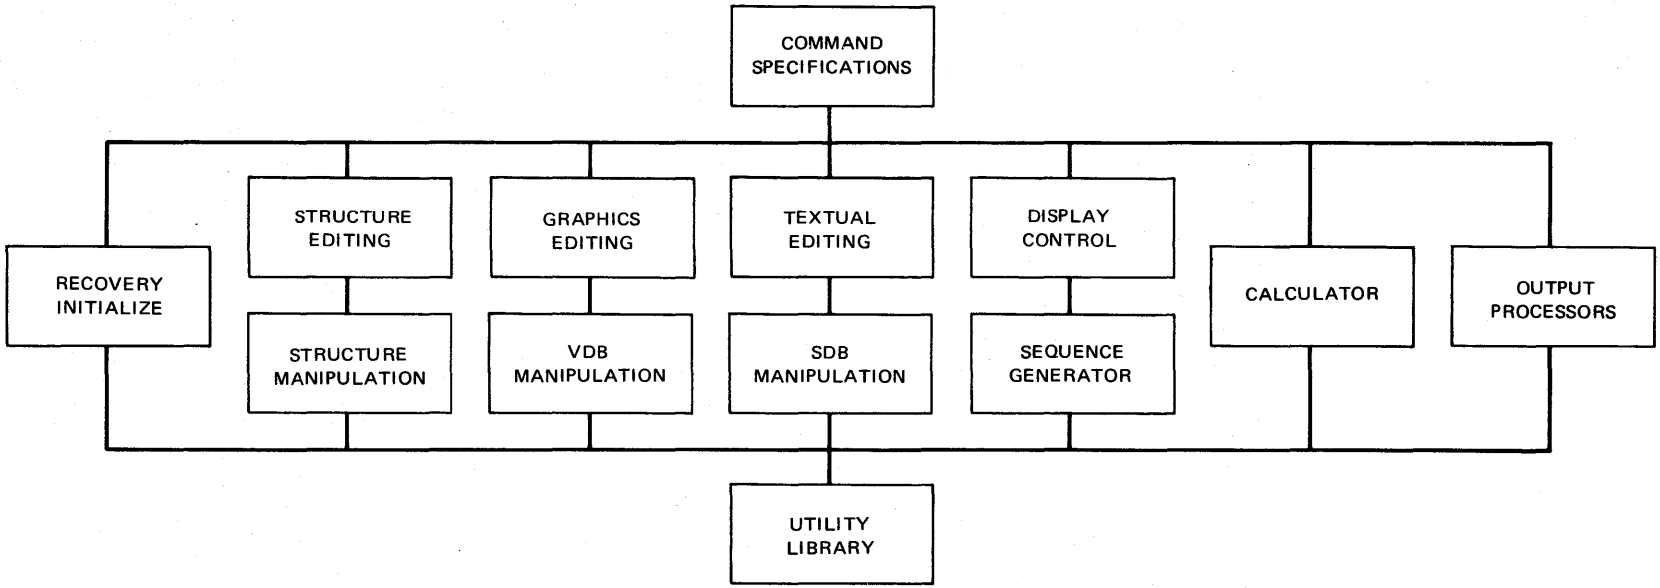 COMMAND
SPECIFICATIONS
STRUCTURE
EDITING
GRAPHICS
EDITING
TEXTUAL
EDITING
DISPLAY
CONTROL
RECOVERY
INITIALIZE
CALCULATOR
OUTPUT
PROCESSORS
STRUCTURE
MANIPULATION
VDB
MANIPULATION
SDB
MANIPULATION
SEQUENCE
GENERATOR
UTILITY
LIBRARY